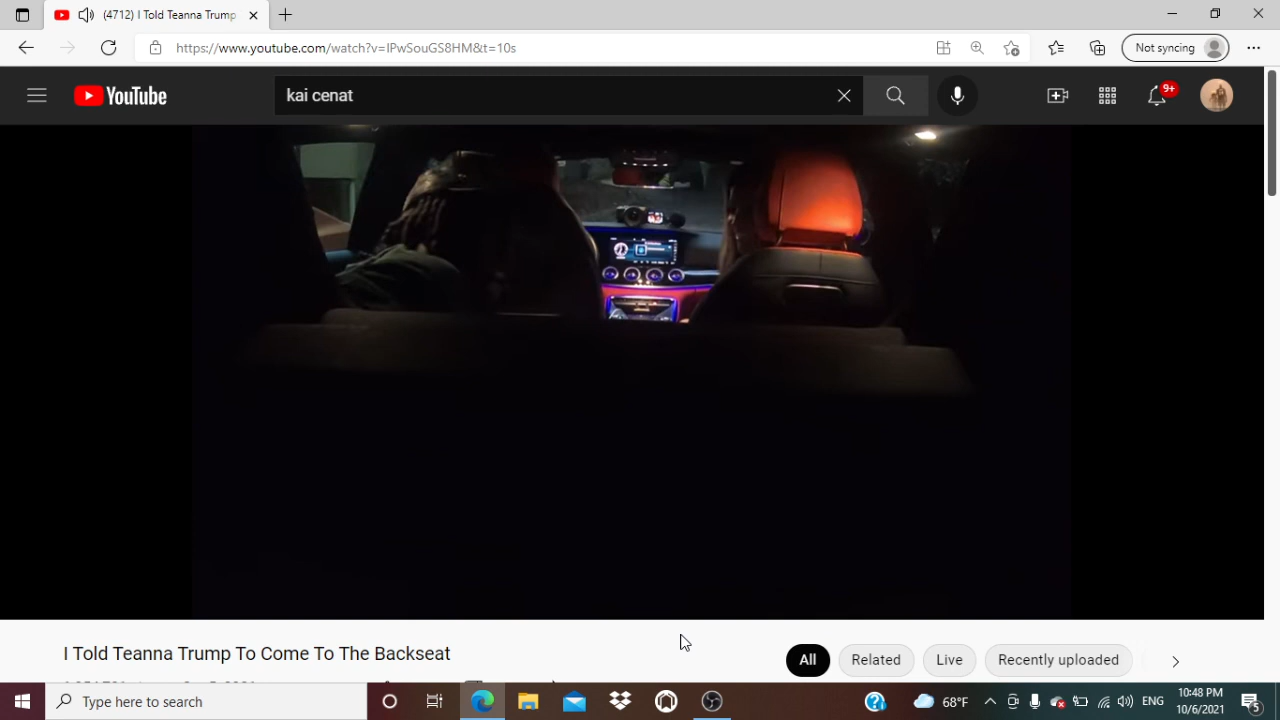 (4712) I Told Teanna Trump
https://www.youtube.com/watch?v=IPwSouGS8HM&t=10s
Not syncing
YouTube
kai cenat
9+
I Told Teanna Trump To Come To The Backseat
All
Related
Live
Recently uploaded
Type here to search
68°F
ENG
10:48 PM
10/6/2021
5